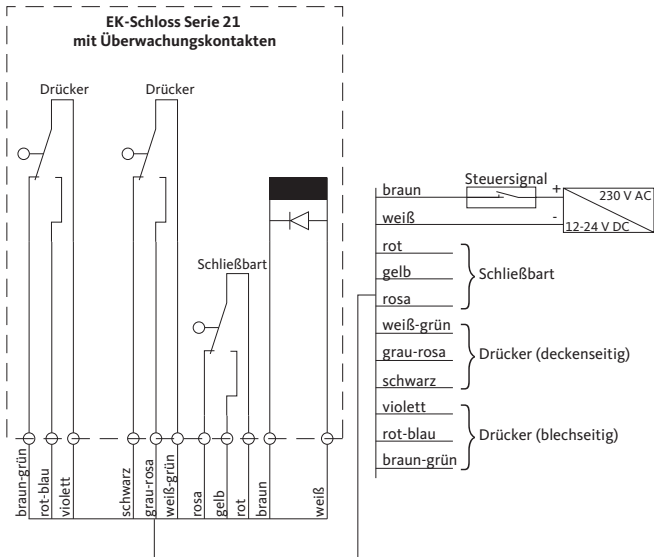 EK-Schloss Serie 21
mit Überwachungskontakten
Drücker
Drücker
Schließbart
braun-grün
rot-blau
violett
schwarz
grau-rosa
weiß-grün
rosa
gelb
rot
braun
weiß
braun
Steuersignal
+
230 V AC
weiß
-
12-24 V DC
rot
gelb
Schließbart
rosa
weiß-grün
grau-rosa
Drücker (deckenseitig)
schwarz
violett
rot-blau
Drücker (blechseitig)
braun-grün